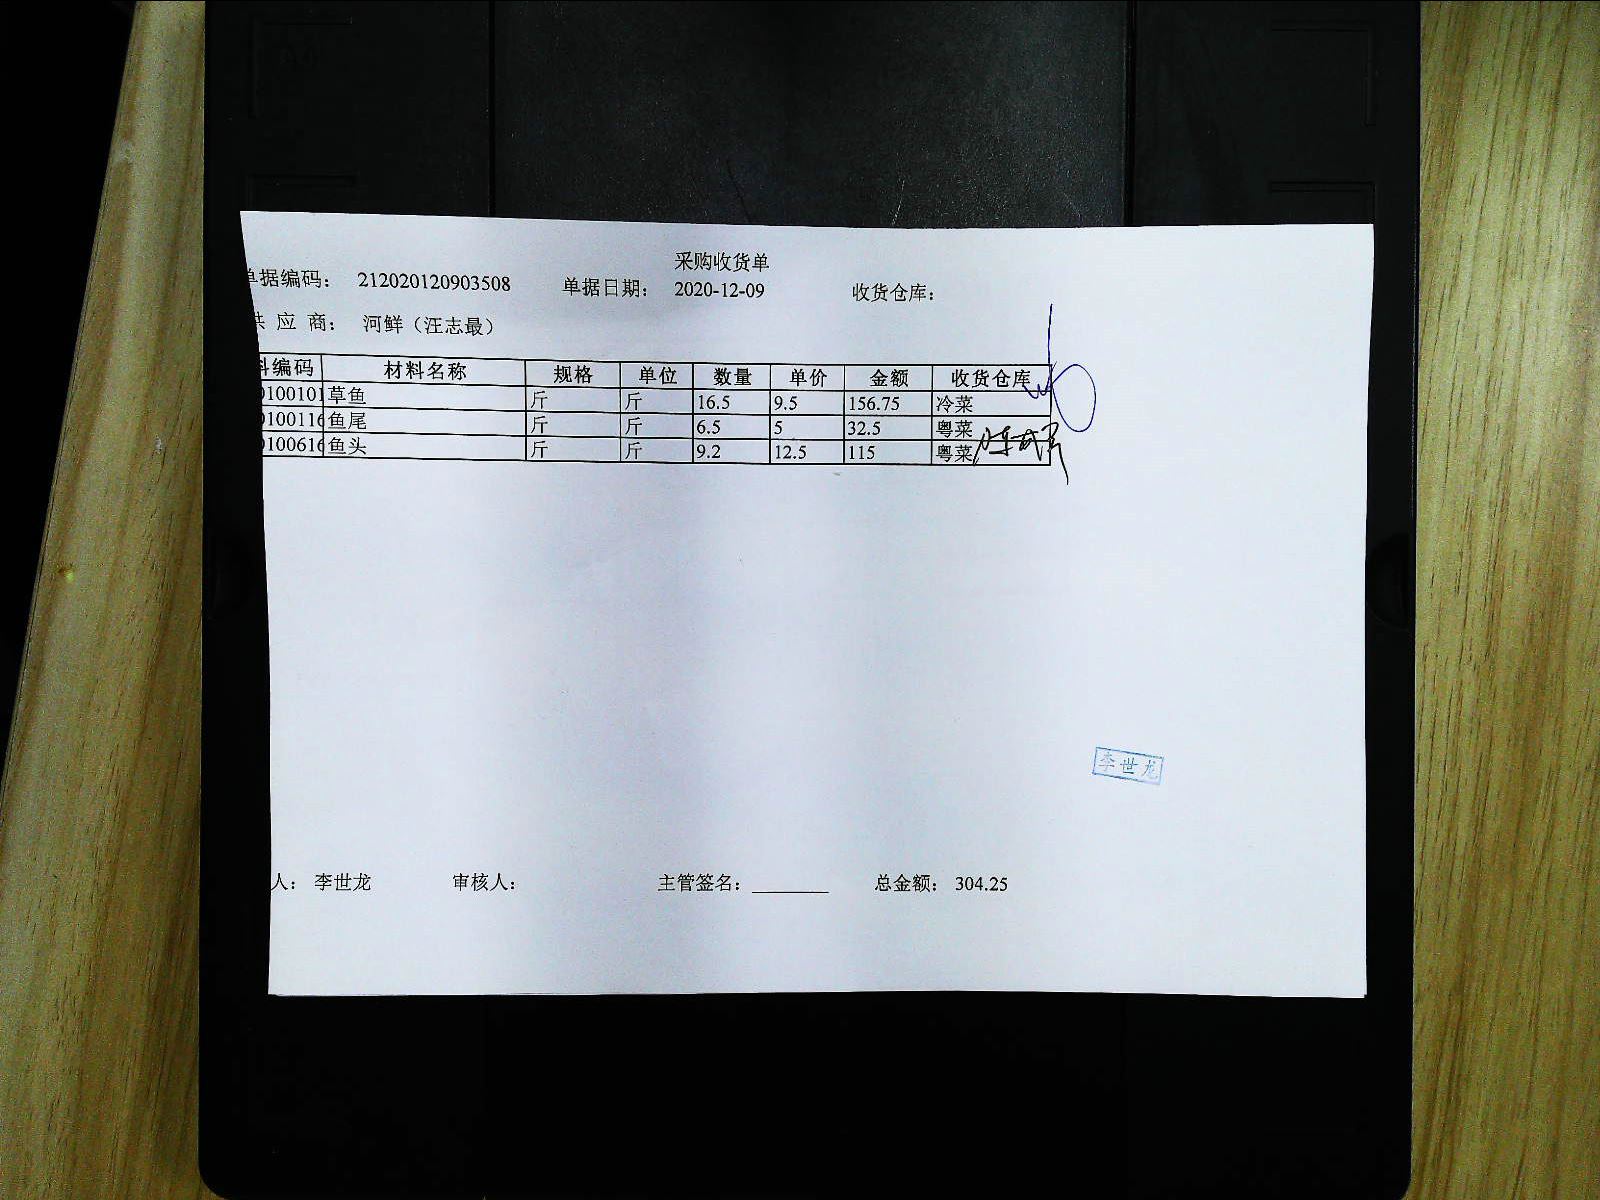 采购收货单
单据编码： 212020120903508 单据日期： 2020-12-09 收货仓库：
供 应 商： 河鲜（汪志最）
料编码 材料名称 规格 单位 数量 单价 金额 收货仓库
0100101 草鱼 斤 斤 16.5 9.5 156.75 冷菜
0100116 鱼尾 斤 斤 6.5 5 32.5 粤菜
0100616 鱼头 斤 斤 9.2 12.5 115 粤菜
李世龙
人： 李世龙 审核人： 主管签名：________ 总金额： 304.25